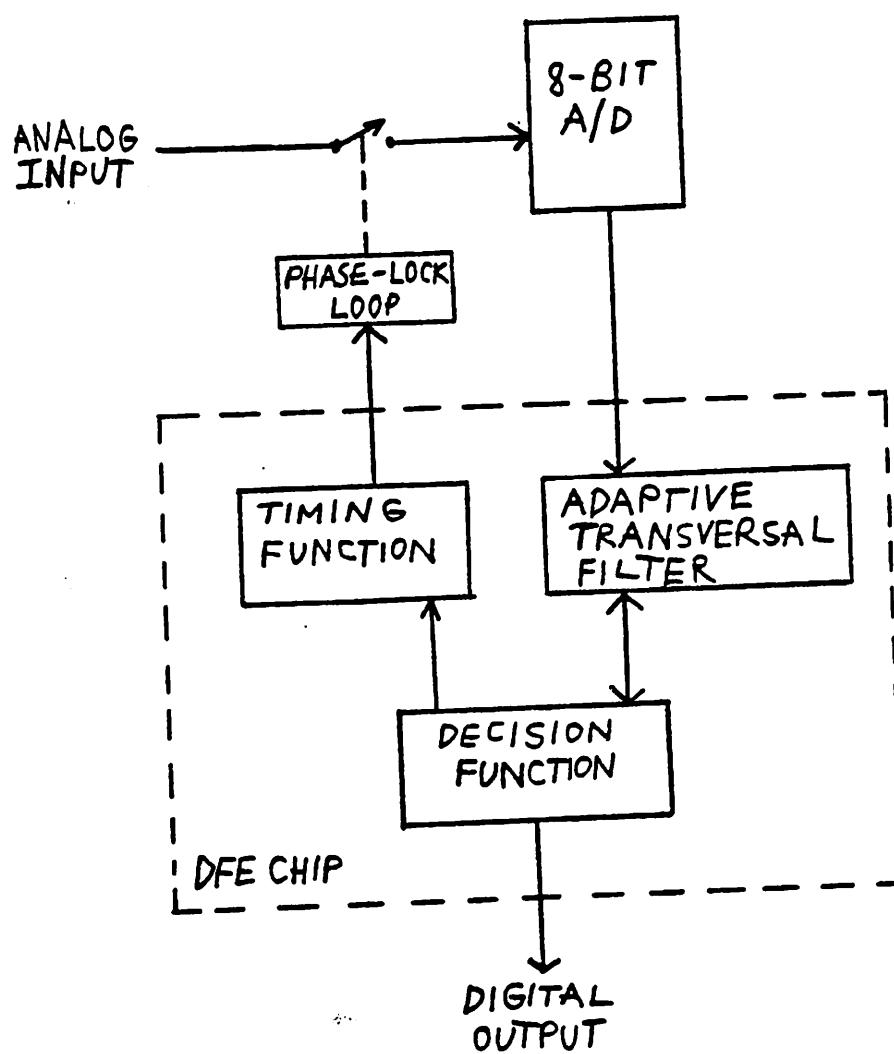 8-BIT
A/D
ANALOG
INPUT
PHASE-LOCK
LOOP
TIMING
FUNCTION
ADAPTIVE
TRANSVERSAL
FILTER
DECISION
FUNCTION
DFE CHIP
DIGITAL
OUTPUT